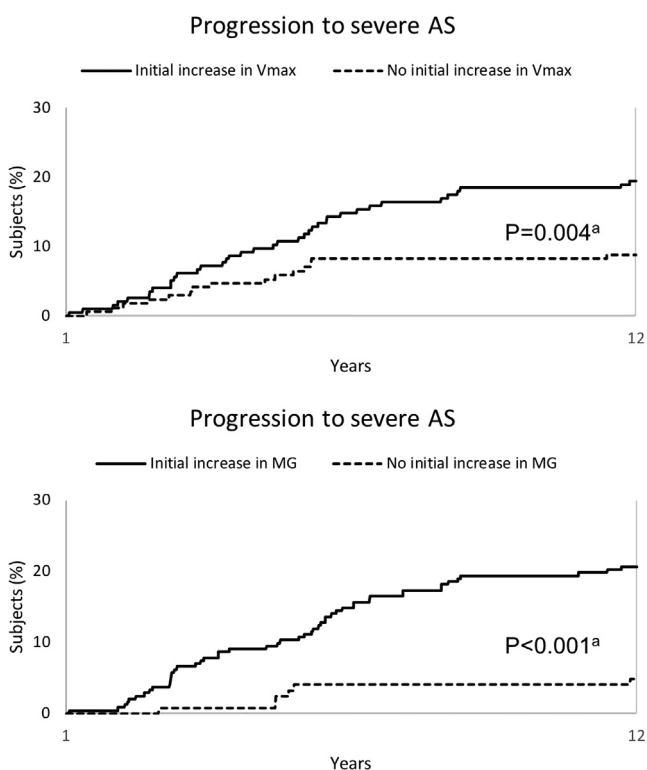 Progression to severe AS
Initial increase in Vmax No initial increase in Vmax
30
20
10
0
Subjects (%)
P=0.004ᵃ
1 12
Years
Progression to severe AS
Initial increase in MG No initial increase in MG
30
20
10
0
Subjects (%)
P<0.001ᵃ
1 12
Years